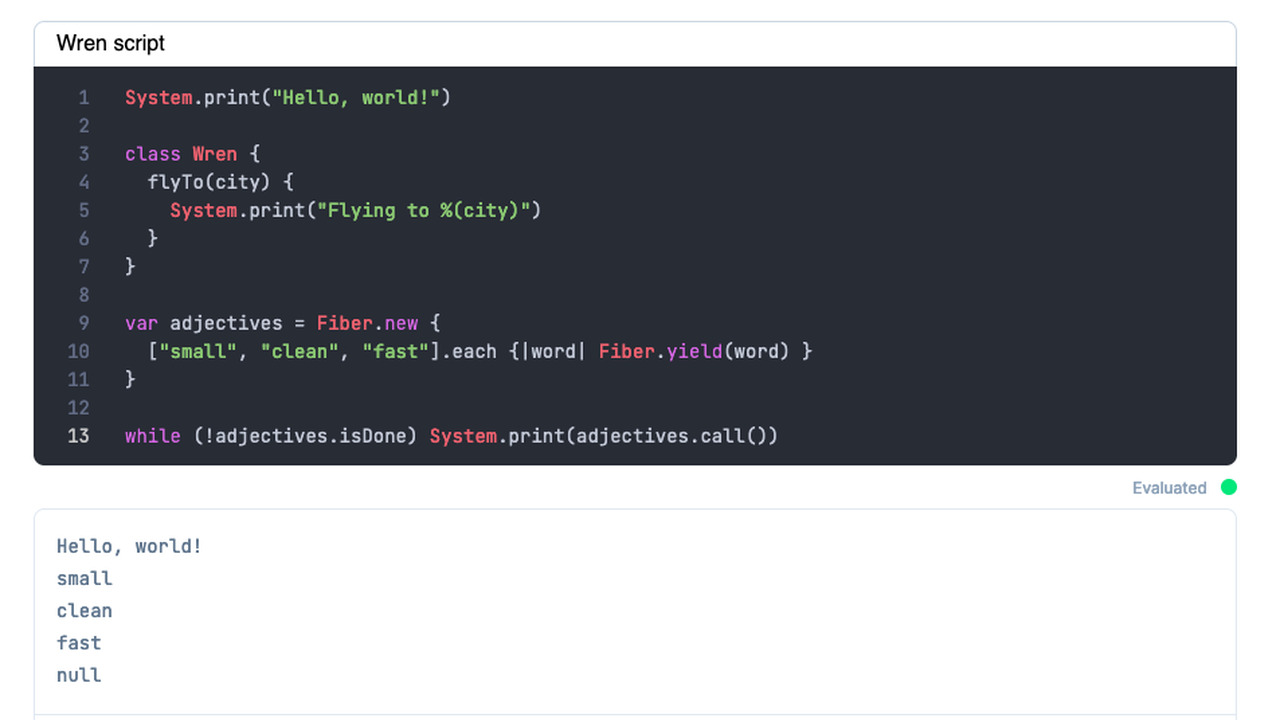 Wren script
1 System.print("Hello, world!")
2
3 class Wren {
4   flyTo(city) {
5     System.print("Flying to %(city)")
6   }
7 }
8
9 var adjectives = Fiber.new {
10   ["small", "clean", "fast"].each {|word| Fiber.yield(word) }
11 }
12
13 while (!adjectives.isDone) System.print(adjectives.call())
Evaluated
Hello, world!
small
clean
fast
null